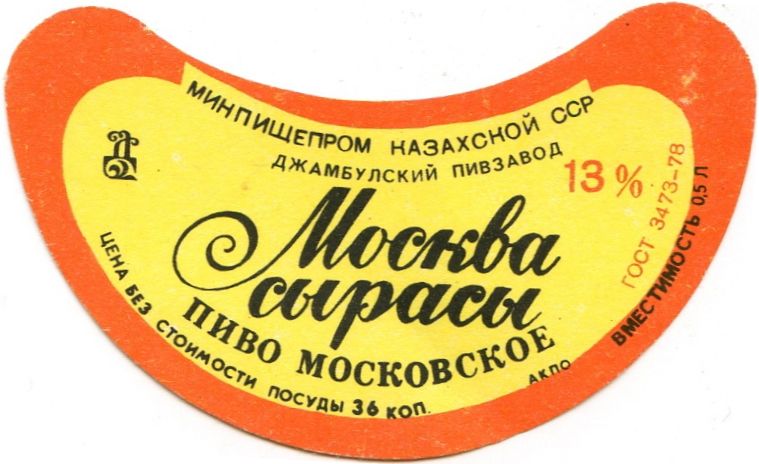 МИНПИЩЕПРОМ КАЗАХСКОЙ ССР
ДЖАМБУЛСКИЙ ПИВЗАВОД
13%
Москва
сырасы
ПИВО МОСКОВСКОЕ
ЦЕНА БЕЗ СТОИМОСТИ ПОСУДЫ 36 КОП.
АКПО
ГОСТ 3473-78
ВМЕСТИМОСТЬ 0,5 Л